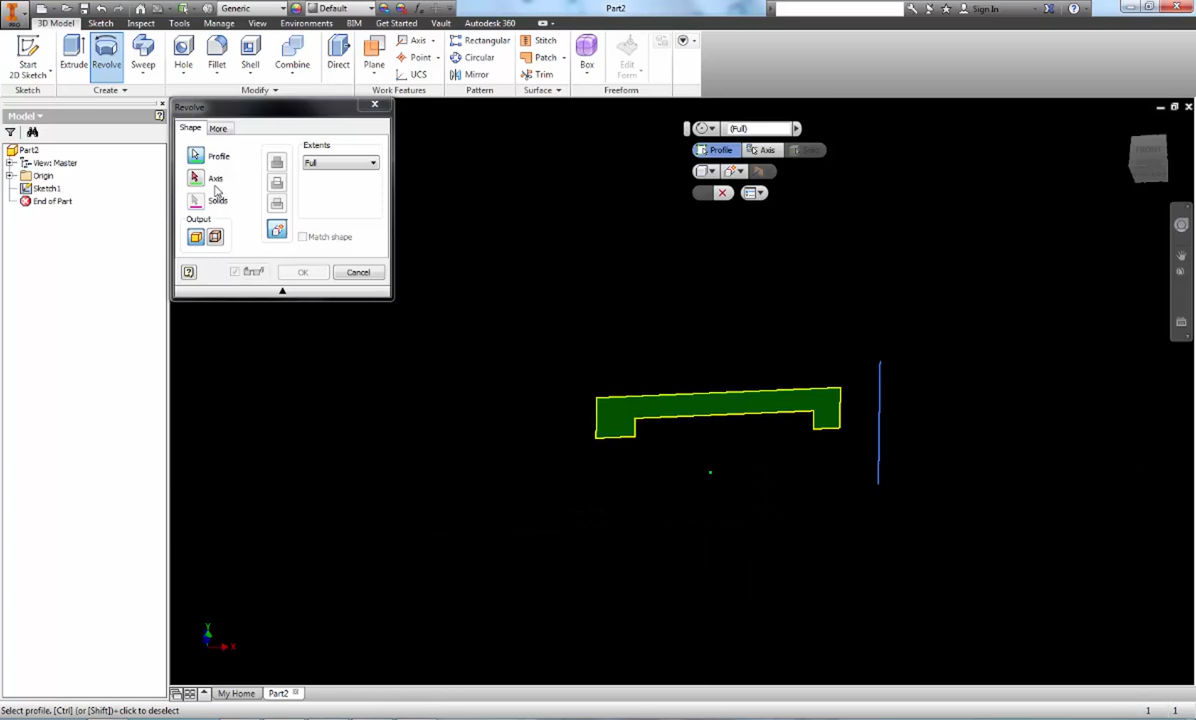 Generic
Default
Part2
Sign In
PRO
3D Model
Sketch
Inspect
Tools
Manage
View
Environments
BIM
Get Started
Vault
Autodesk 360
Start
2D Sketch
Extrude
Revolve
Sweep
Hole
Fillet
Shell
Combine
Direct
Plane
Axis
Point
UCS
Rectangular
Circular
Mirror
Stitch
Patch
Trim
Box
Edit
Form
Sketch
Create
Modify
Work Features
Pattern
Surface
Freeform
Model
Part2
View: Master
Origin
Sketch1
End of Part
Revolve
Shape
More
Profile
Axis
Solids
Output
Extents
Full
Match shape
OK
Cancel
(Full)
Profile
Axis
FRONT
Y
X
My Home
Part2
Select profile. [Ctrl] (or [Shift])+click to deselect
1
1